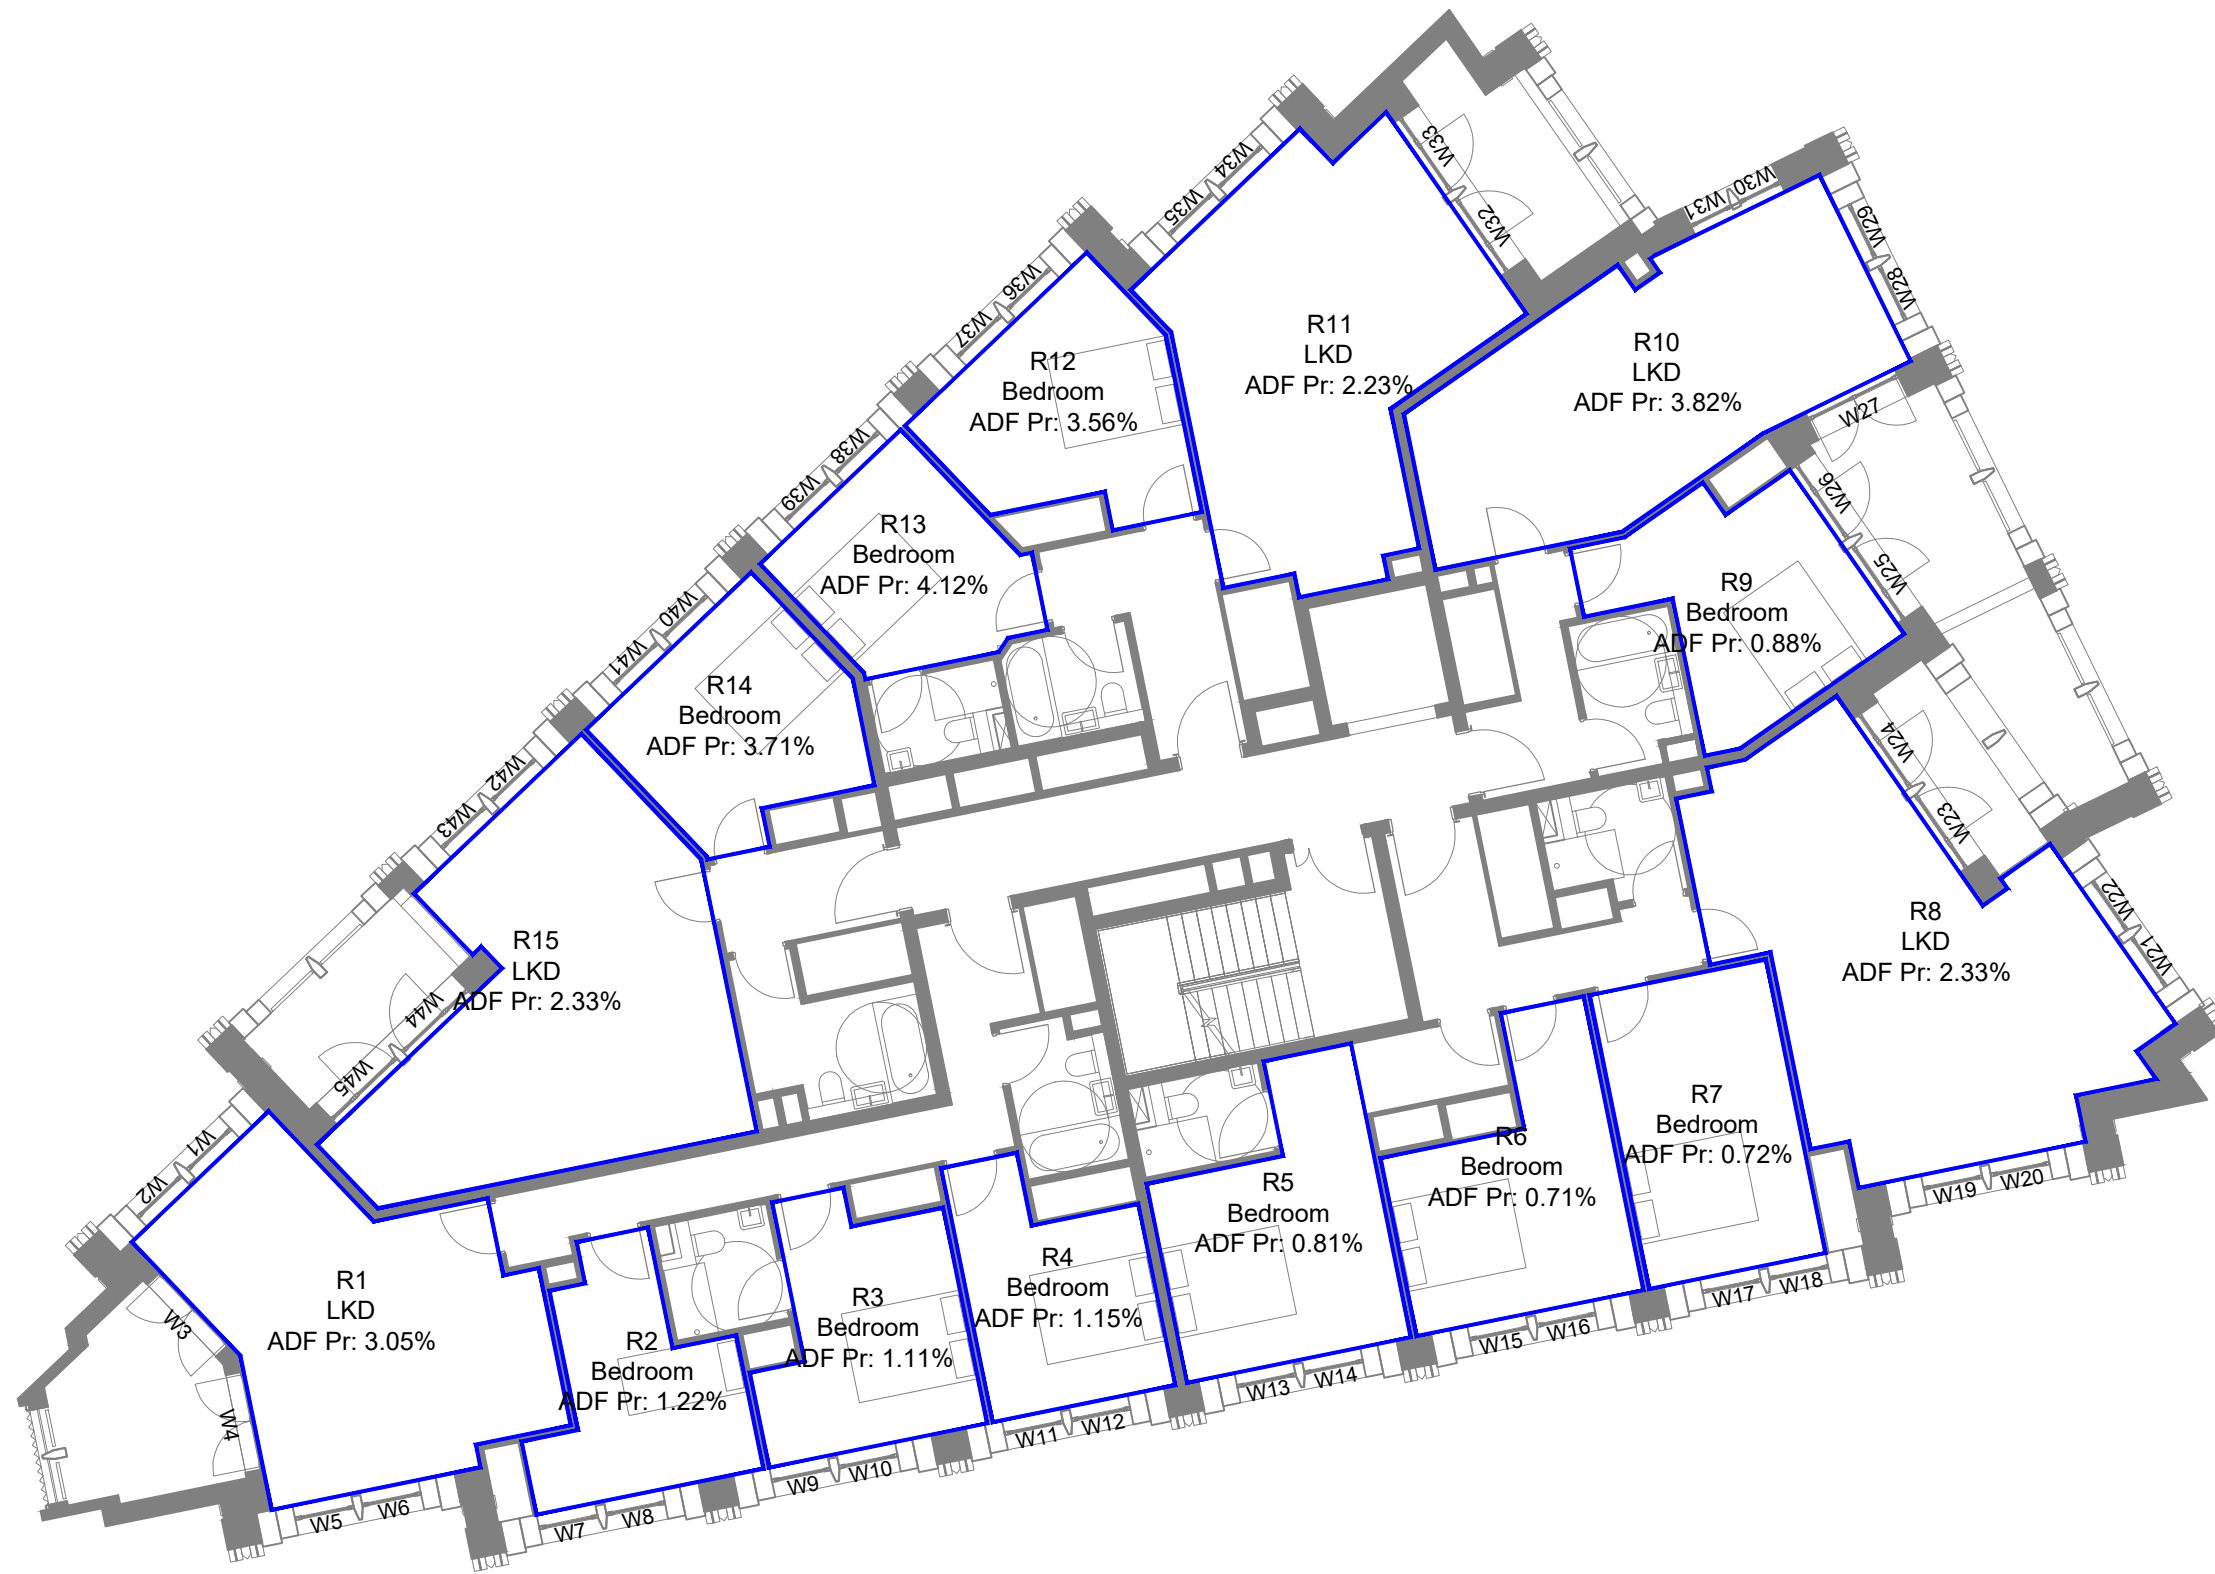 W33
W34
W35
W32
W30
W31
W29
W28
W36
W37
R11
LKD
ADF Pr: 2.23%
R10
LKD
ADF Pr: 3.82%
R12
Bedroom
ADF Pr: 3.56%
W27
W38
W39
W26
W25
R13
Bedroom
ADF Pr: 4.12%
R9
Bedroom
ADF Pr: 0.88%
W40
W41
R14
Bedroom
ADF Pr: 3.71%
W42
W43
W24
W23
R15
LKD
ADF Pr: 2.33%
R8
LKD
ADF Pr: 2.33%
W22
W21
W44
W45
W1
W2
R7
Bedroom
ADF Pr: 0.72%
R6
Bedroom
ADF Pr: 0.71%
R5
Bedroom
ADF Pr: 0.81%
W19
W20
R4
Bedroom
ADF Pr: 1.15%
R1
LKD
ADF Pr: 3.05%
R3
Bedroom
ADF Pr: 1.11%
R2
Bedroom
ADF Pr: 1.22%
W3
W4
W17
W18
W15
W16
W13
W14
W11
W12
W9
W10
W7
W8
W5
W6